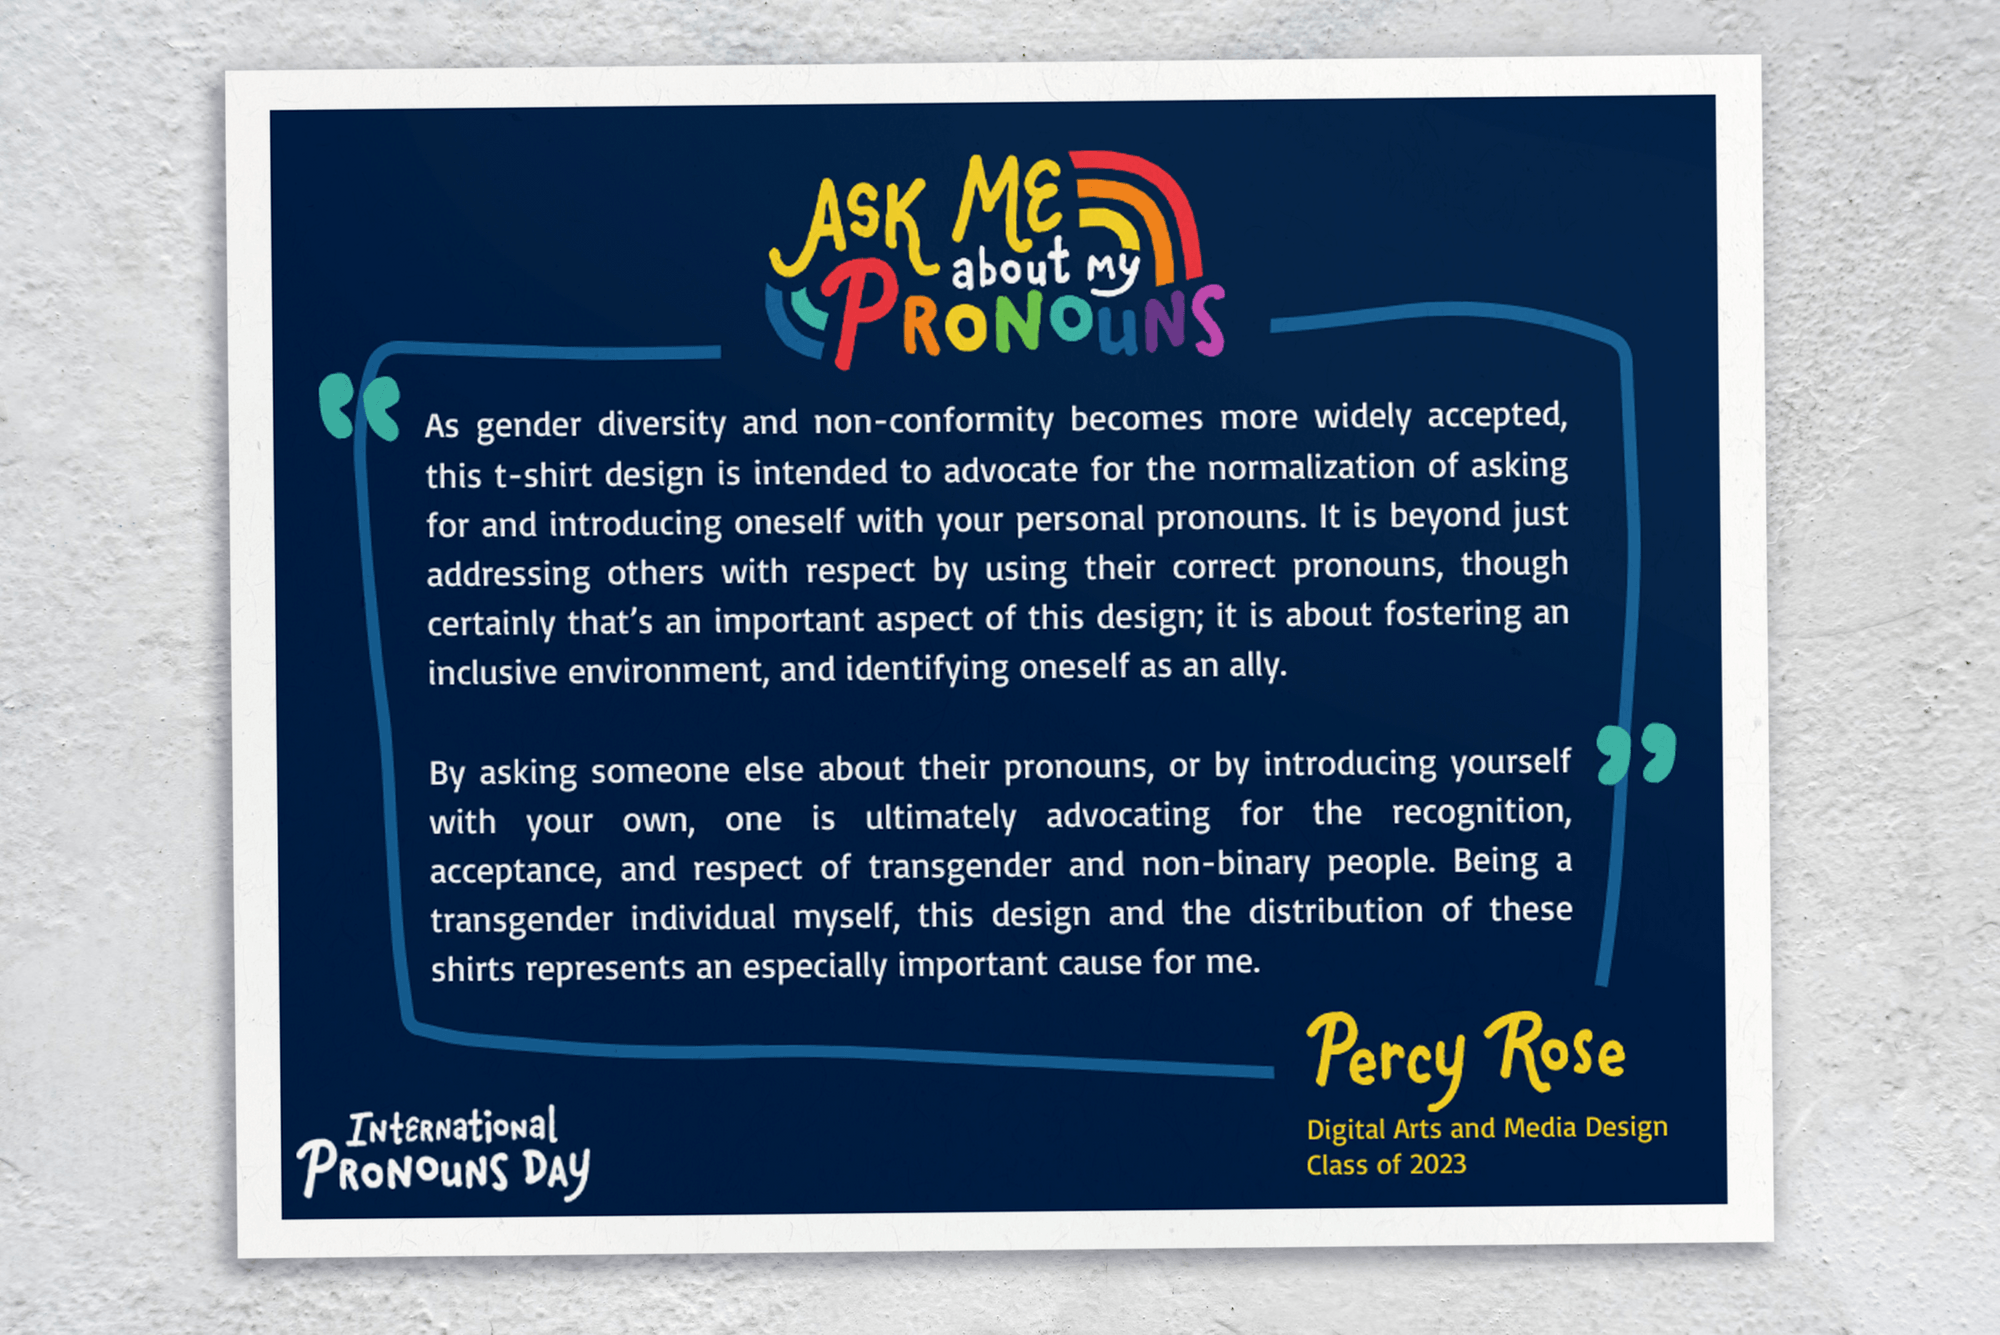 ASK ME
about my
PRONOUNS
As gender diversity and non-conformity becomes more widely accepted,
this t-shirt design is intended to advocate for the normalization of asking
for and introducing oneself with your personal pronouns. It is beyond just
addressing others with respect by using their correct pronouns, though
certainly that’s an important aspect of this design; it is about fostering an
inclusive environment, and identifying oneself as an ally.
By asking someone else about their pronouns, or by introducing yourself
with your own, one is ultimately advocating for the recognition,
acceptance, and respect of transgender and non-binary people. Being a
transgender individual myself, this design and the distribution of these
shirts represents an especially important cause for me.
Percy Rose
Digital Arts and Media Design
Class of 2023
International
PRONOUNS DAY